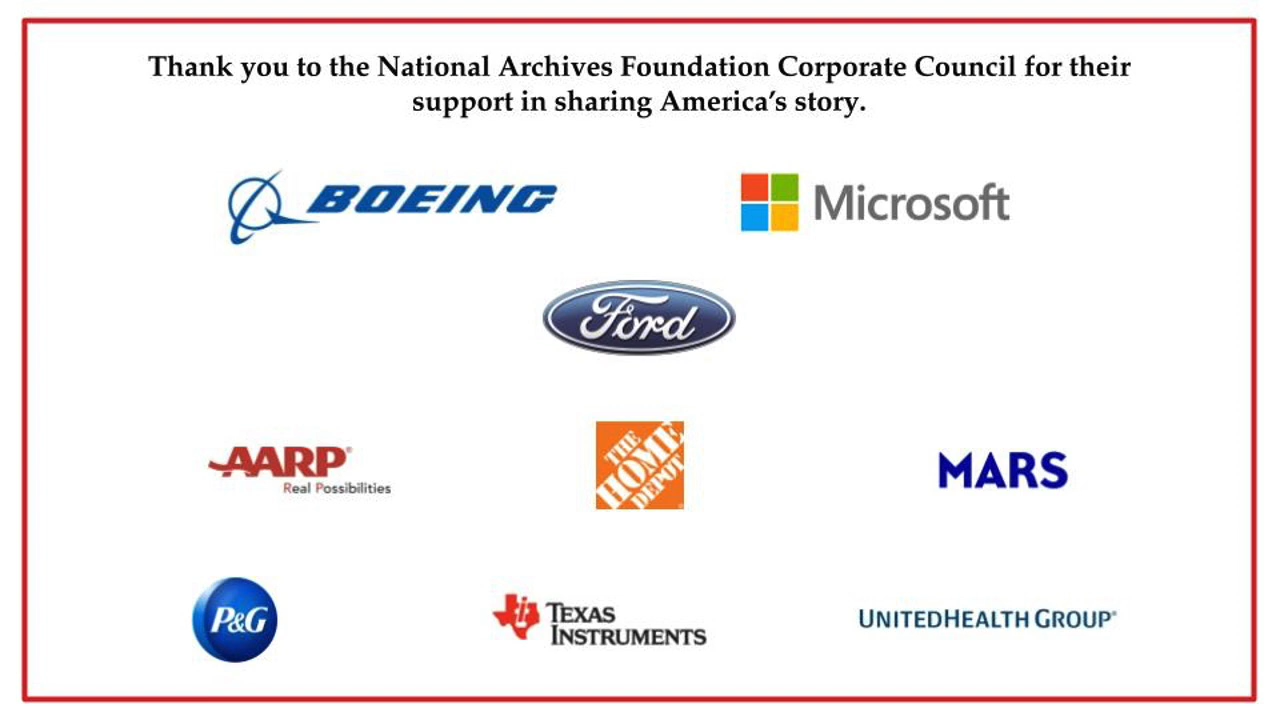 Thank you to the National Archives Foundation Corporate Council for their
support in sharing America’s story.
BOEING
Microsoft
Ford
AARP®
Real Possibilities
THE
HOME
DEPOT
MARS
P&G
TEXAS
INSTRUMENTS
UNITEDHEALTH GROUP®